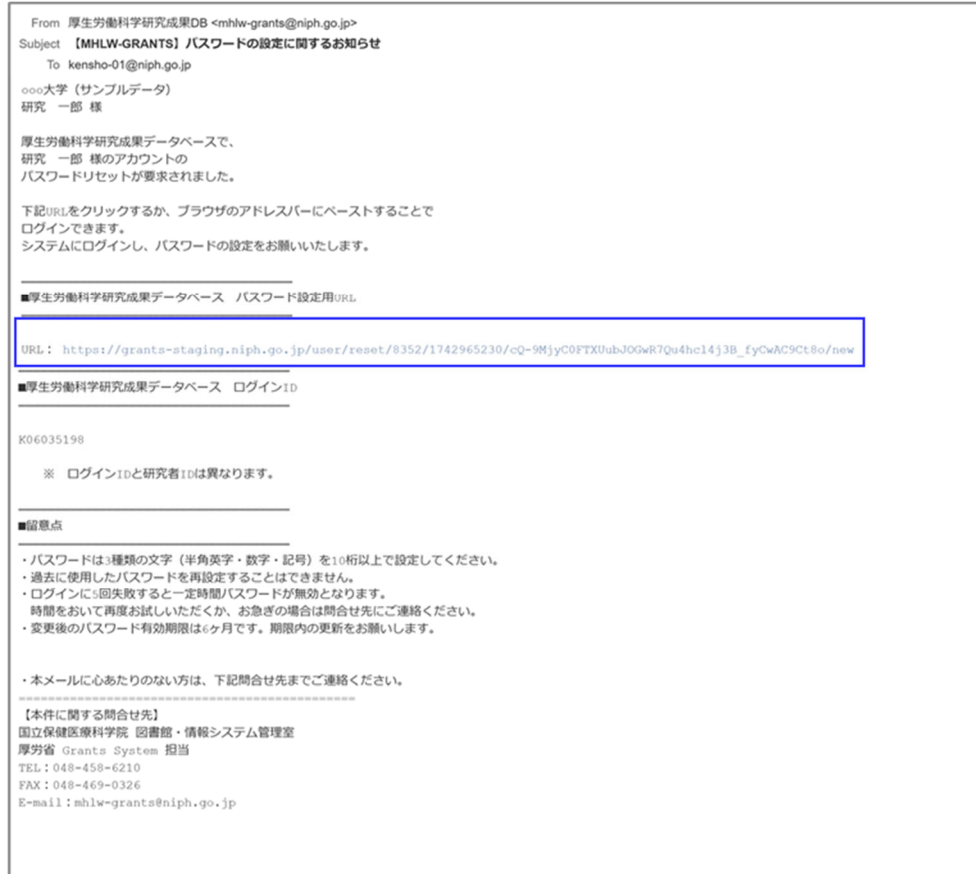 From 厚生労働科学研究成果DB <mhlw-grants@niph.go.jp>
Subject 【MHLW-GRANTS】パスワードの設定に関するお知らせ
To kensho-01@niph.go.jp
○○○大学（サンプルデータ）
研究　一郎 様
厚生労働科学研究成果データベースで、
研究　一郎 様のアカウントの
パスワードリセットが要求されました。
下記URLをクリックするか、ブラウザのアドレスバーにペーストすることで
ログインできます。
システムにログインし、パスワードの設定をお願いいたします。
■厚生労働科学研究成果データベース　パスワード設定用URL
URL： https://grants-staging.niph.go.jp/user/reset/8352/1742965230/cQ-9MjyC0FTXUubJOGwR7Qu4hcl4j3B_fyCwAC9Ct8o/new
■厚生労働科学研究成果データベース　ログインID
K06035198
※　ログインIDと研究者IDは異なります。
■留意点
・パスワードは3種類の文字（半角英字・数字・記号）を10桁以上で設定してください。
・過去に使用したパスワードを再設定することはできません。
・ログインに5回失敗すると一定時間パスワードが無効となります。
時間をおいて再度お試しいただくか、お急ぎの場合は問合せ先にご連絡ください。
・変更後のパスワード有効期限は6ヶ月です。期限内の更新をお願いします。
・本メールに心あたりのない方は、下記問合せ先までご連絡ください。
==============================================
【本件に関する問合せ先】
国立保健医療科学院 図書館・情報システム管理室
厚労省 Grants System 担当
TEL：048-458-6210
FAX：048-469-0326
E-mail：mhlw-grants@niph.go.jp